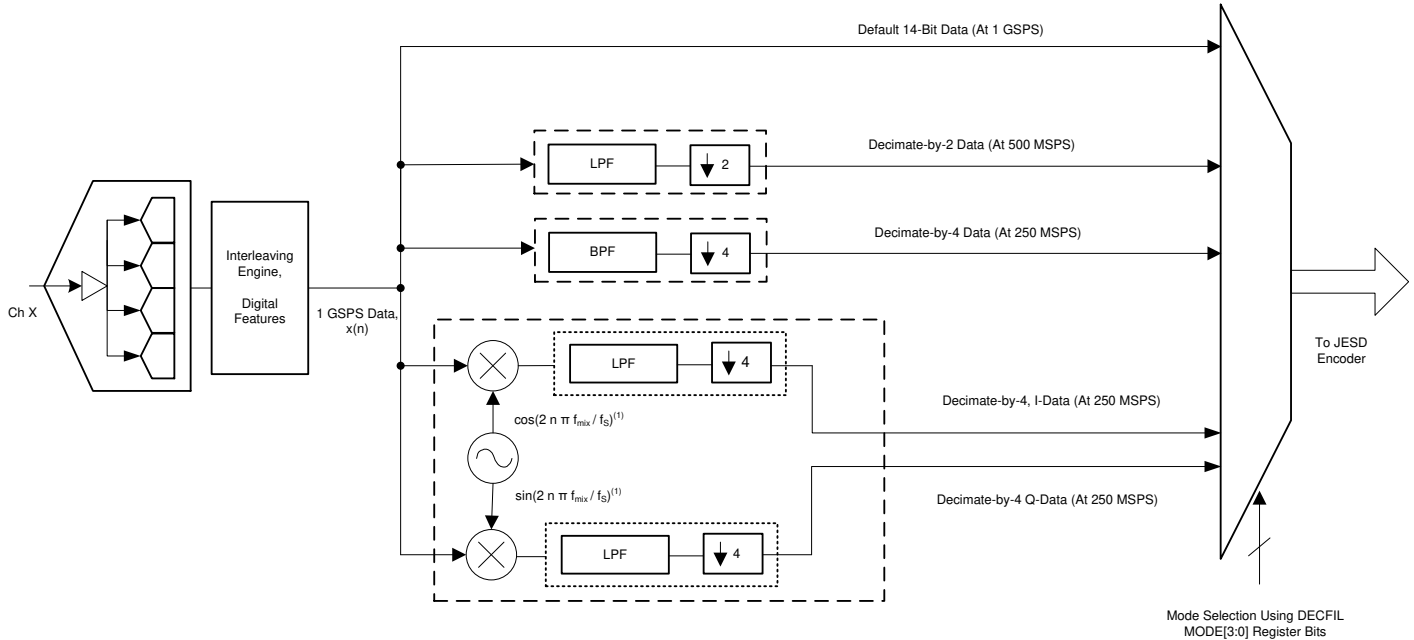 Default 14-Bit Data (At 1 GSPS)
LPF
2
Decimate-by-2 Data (At 500 MSPS)
BPF
4
Decimate-by-4 Data (At 250 MSPS)
Ch X
Interleaving
Engine,
Digital
Features
1 GSPS Data,
x(n)
LPF
4
cos(2 n π fmix / fS)(1)
Decimate-by-4, I-Data (At 250 MSPS)
sin(2 n π fmix / fS)(1)
Decimate-by-4 Q-Data (At 250 MSPS)
LPF
4
To JESD
Encoder
Mode Selection Using DECFIL
MODE[3:0] Register Bits